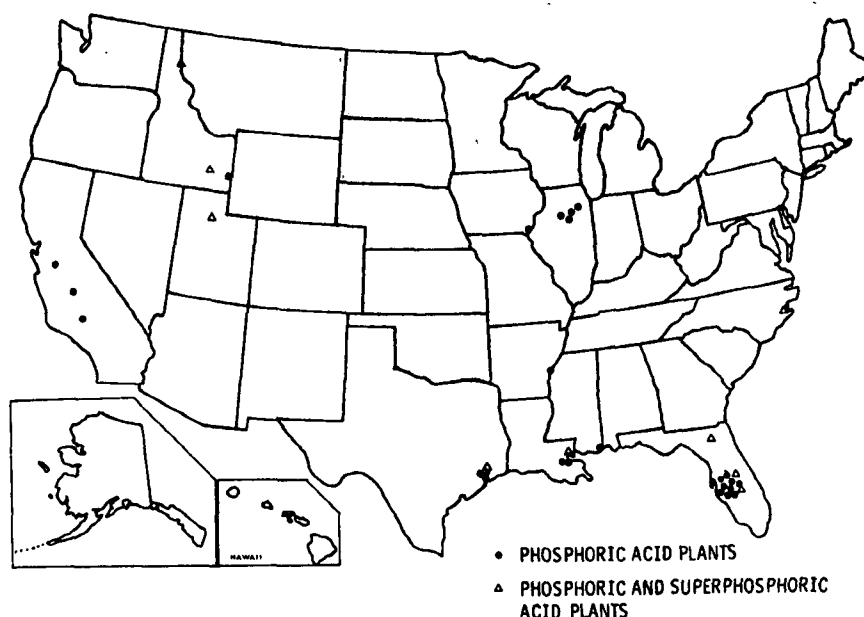 HAWAII
• PHOSPHORIC ACID PLANTS
△ PHOSPHORIC AND SUPERPHOSPHORIC
ACID PLANTS